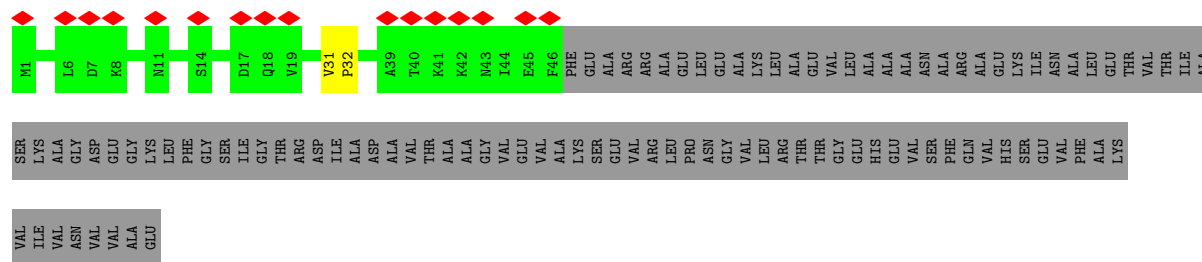 M1 L6 D7 K8 N11 S14 D17 Q18 V19 V31 P32 A39 T40 K41 K42 N43 I44 E45 F46 PHE GLU ALA ARG ARG ALA GLU LEU GLU ALA LYS LEU ALA GLU VAL LEU ALA ALA ALA ASN ALA ARG ALA GLU LYS ILE ASN ALA LEU GLU THR VAL THR ILE ALA
SER LYS ALA GLY ASP GLU GLY LYS LEU PHE GLY SER ILE GLY THR ARG ASP ILE ALA ASP ALA VAL THR ALA ALA GLY VAL GLU VAL ALA LYS SER GLU VAL ARG LEU PRO ASN GLY VAL LEU ARG THR THR GLY GLU HIS GLU VAL SER PHE GLN VAL HIS SER GLU VAL PHE ALA LYS
VAL ILE VAL ASN VAL VAL ALA GLU